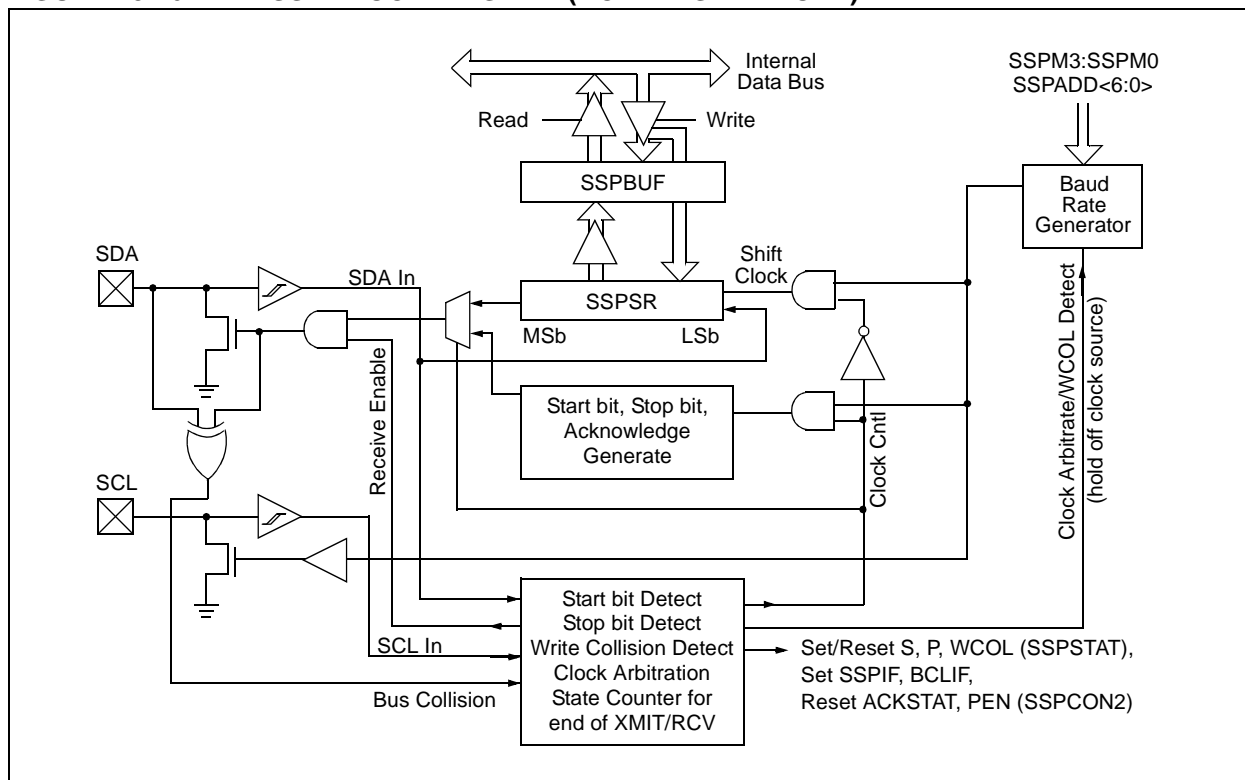 Internal
Data Bus
SSPM3:SSPM0
SSPADD<6:0>
Read
Write
SSPBUF
Baud
Rate
Generator
SDA
SDA In
Shift
Clock
SSPSR
MSb
LSb
Start bit, Stop bit,
Acknowledge
Generate
Receive Enable
Clock Cntl
Clock Arbitrate/WCOL Detect
(hold off clock source)
SCL
SCL In
Bus Collision
Start bit Detect
Stop bit Detect
Write Collision Detect
Clock Arbitration
State Counter for
end of XMIT/RCV
Set/Reset S, P, WCOL (SSPSTAT),
Set SSPIF, BCLIF,
Reset ACKSTAT, PEN (SSPCON2)